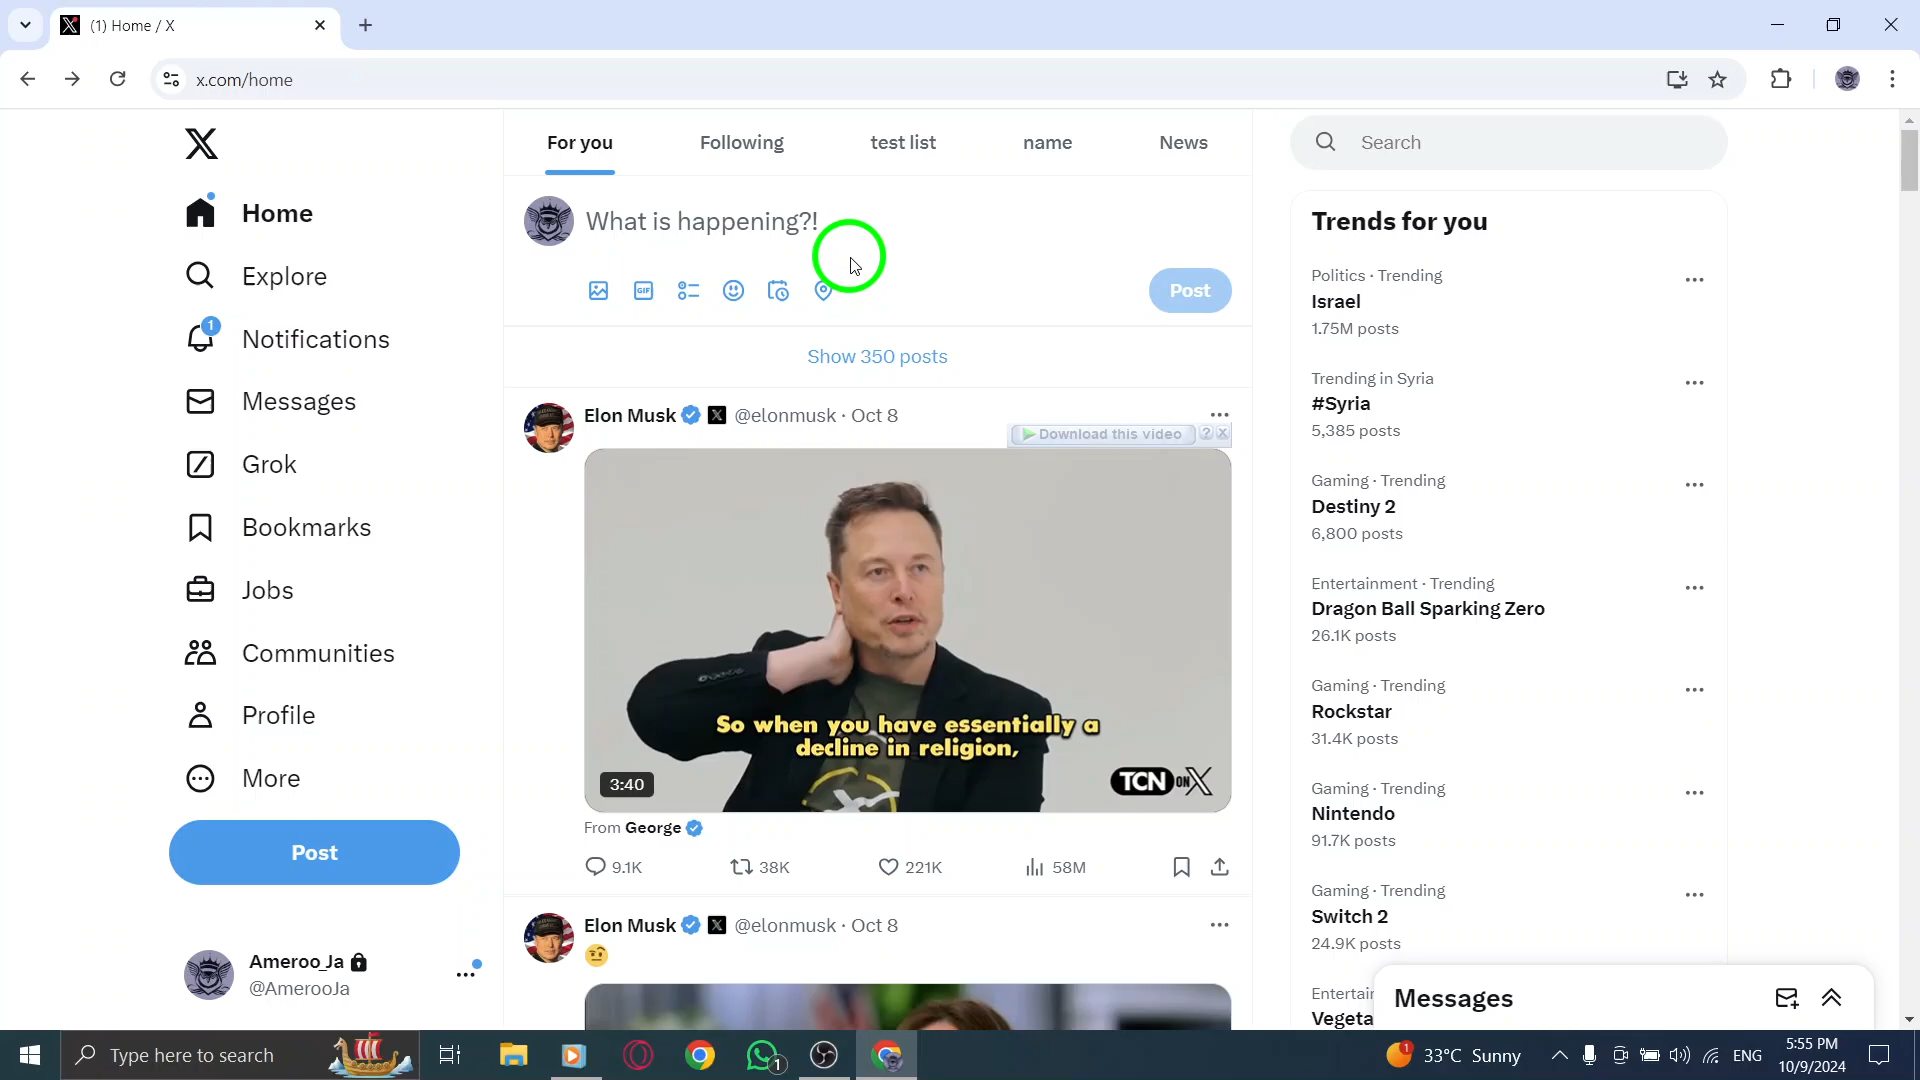 (1) Home / X
x.com/home
Home
Explore
1
Notifications
Messages
Grok
Bookmarks
Jobs
Communities
Profile
More
Post
Ameroo_Ja
@AmerooJa
For you Following test list name News
What is happening?!
GIF
Post
Show 350 posts
Elon Musk @elonmusk · Oct 8
Download this video ? X
So when you have essentially a
decline in religion,
3:40
TCN ON X
From George
9.1K 38K 221K 58M
Elon Musk @elonmusk · Oct 8
Search
Trends for you
Politics · Trending
Israel
1.75M posts
Trending in Syria
#Syria
5,385 posts
Gaming · Trending
Destiny 2
6,800 posts
Entertainment · Trending
Dragon Ball Sparking Zero
26.1K posts
Gaming · Trending
Rockstar
31.4K posts
Gaming · Trending
Nintendo
91.7K posts
Gaming · Trending
Switch 2
24.9K posts
Messages
Type here to search
1
1
33°C Sunny
ENG
5:55 PM
10/9/2024